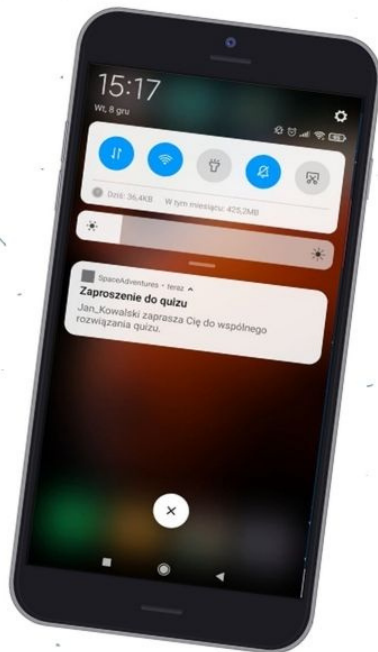 15:17
Wt, 8 gru
Dziś: 36,4KB W tym miesiącu: 425,2MB
SpaceAdventures • teraz
Zaproszenie do quizu
Jan_Kowalski zaprasza Cię do wspólnego
rozwiązania quizu.